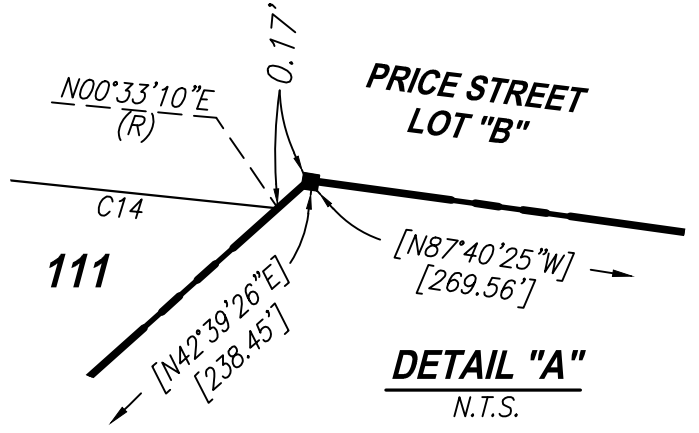 0.17'
N00°33'10"E
(R)
PRICE STREET
LOT "B"
C14
111
[N87°40'25"W]
[269.56']
[N42°39'26"E]
[238.45']
DETAIL "A"
N.T.S.